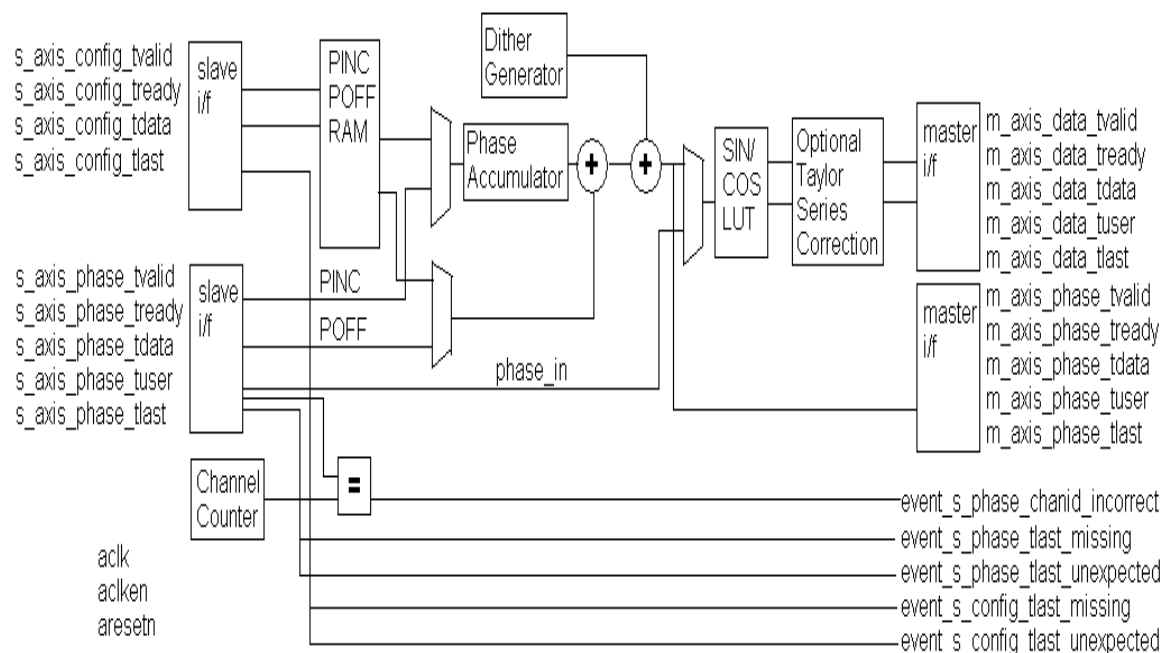 s_axis_config_tvalid
s_axis_config_tready
s_axis_config_tdata
s_axis_config_tlast
slave
i/f
PINC
POFF
RAM
Dither
Generator
Phase
Accumulator
+
+
SIN/
COS
LUT
Optional
Taylor
Series
Correction
master
i/f
m_axis_data_tvalid
m_axis_data_tready
m_axis_data_tdata
m_axis_data_tuser
m_axis_data_tlast
s_axis_phase_tvalid
s_axis_phase_tready
s_axis_phase_tdata
s_axis_phase_tuser
s_axis_phase_tlast
slave
i/f
PINC
POFF
phase_in
master
i/f
m_axis_phase_tvalid
m_axis_phase_tready
m_axis_phase_tdata
m_axis_phase_tuser
m_axis_phase_tlast
Channel
Counter
=
event_s_phase_chanid_incorrect
event_s_phase_tlast_missing
event_s_phase_tlast_unexpected
event_s_config_tlast_missing
event_s_config_tlast_unexpected
aclk
aclken
aresetn